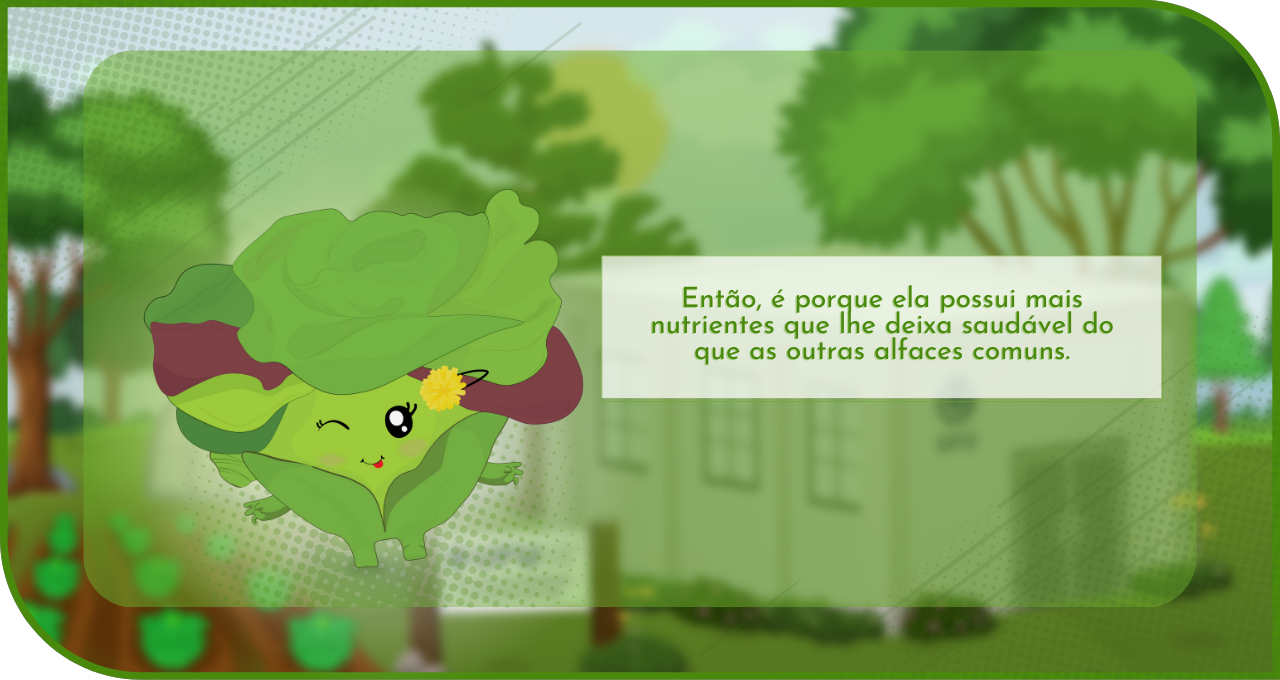 Então, é porque ela possui mais
nutrientes que lhe deixa saudável do
que as outras alfaces comuns.